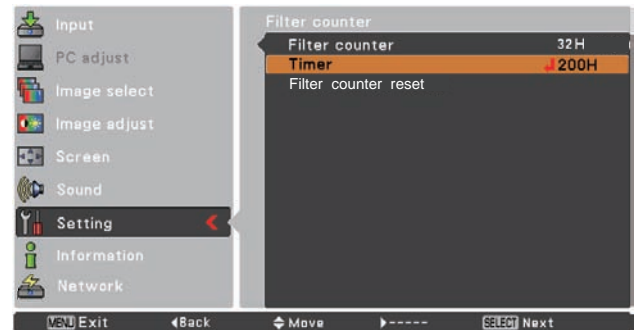 Input
PC adjust
Image select
Image adjust
Screen
Sound
Setting
Information
Network
Filter counter
Filter counter 32H
Timer 200H
Filter counter reset
MENU Exit Back Move ----- SELECT Next